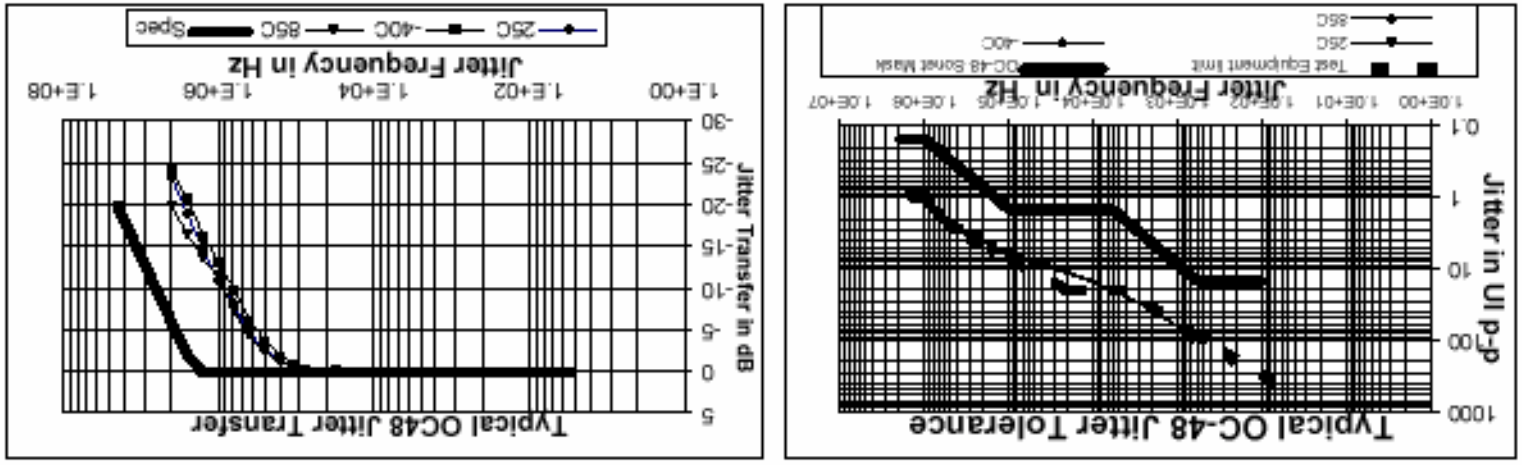 Typical OC-48 Jitter Tolerance
Jitter in UI p-p
1000
100
10
1
0.1
1.0E+00 1.0E+01 1.0E+02 1.0E+03 1.0E+04 1.0E+05 1.0E+06 1.0E+07
Jitter Frequency in Hz
Test Equipment limit OC-48 Sonet Mask
25C -40C
85C
Typical OC48 Jitter Transfer
Jitter Transfer in dB
5
0
-5
-10
-15
-20
-25
-30
1.E+00 1.E+02 1.E+04 1.E+06 1.E+08
Jitter Frequency in Hz
25C -40C 85C Spec